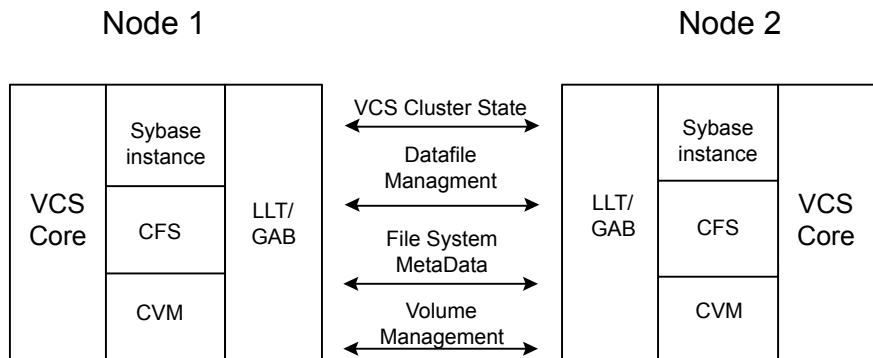 Node 1
Node 2
VCS
Core
Sybase
instance
CFS
CVM
LLT/
GAB
VCS Cluster State
Datafile
Managment
File System
MetaData
Volume
Management
LLT/
GAB
Sybase
instance
CFS
CVM
VCS
Core